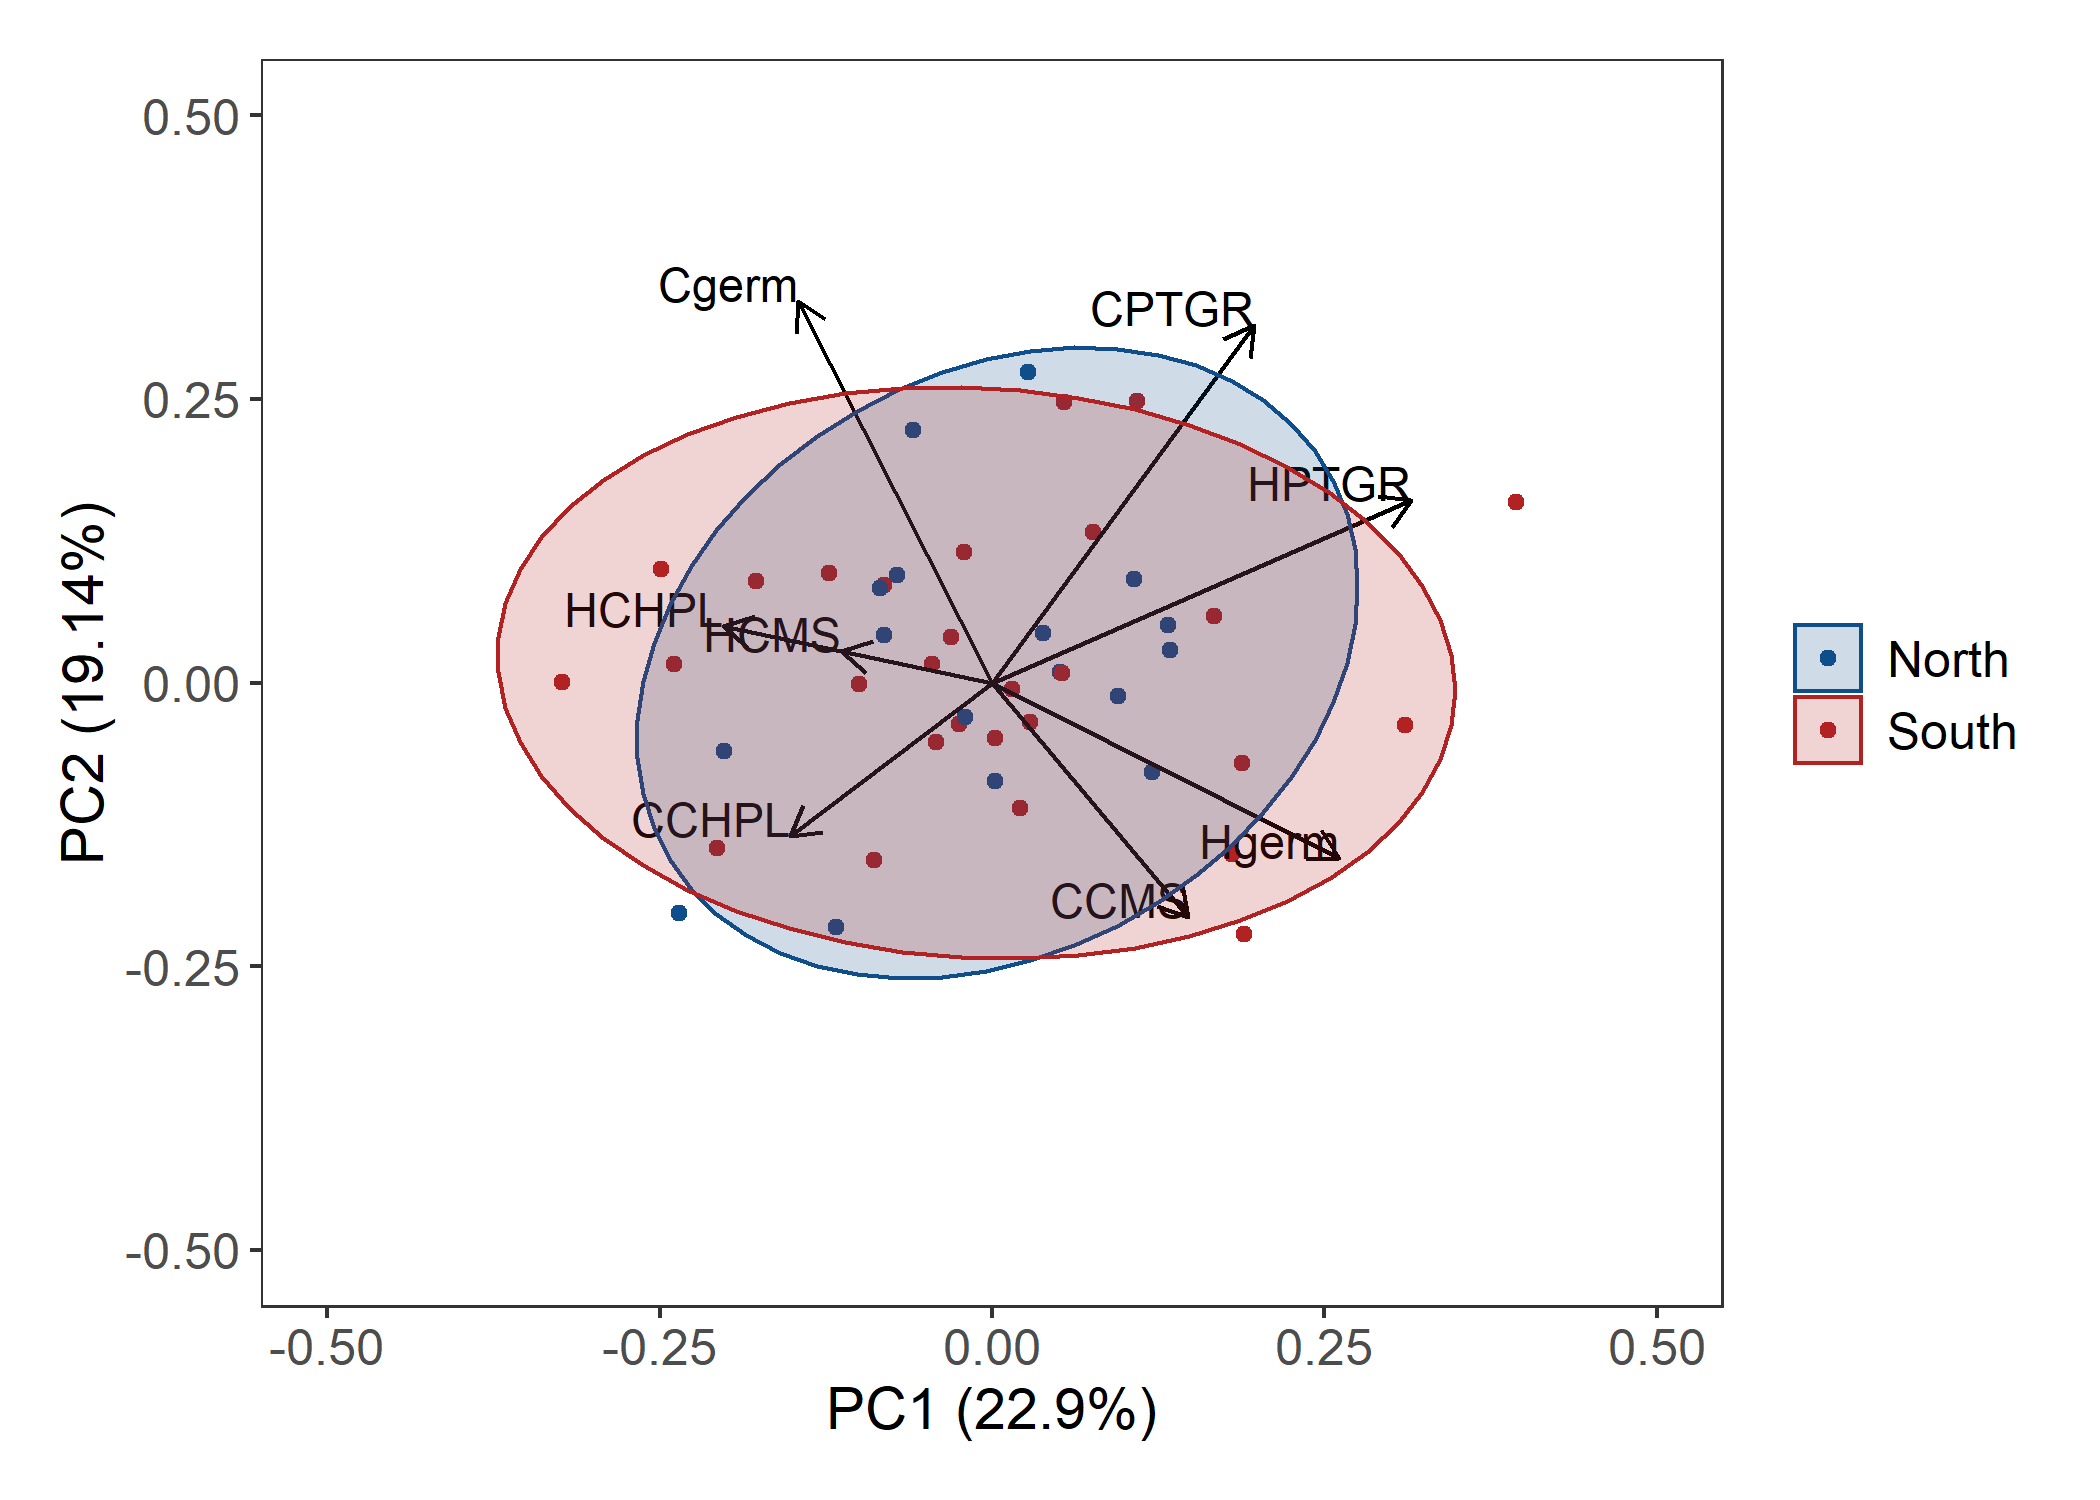 0.50
0.25
0.00
-0.25
-0.50
PC2 (19.14%)
Cgerm
CPTGR
HPTGR
HCHPL
HCMS
CCHPL
Hgerm
CCMS
-0.50
-0.25
0.00
0.25
0.50
PC1 (22.9%)
North
South